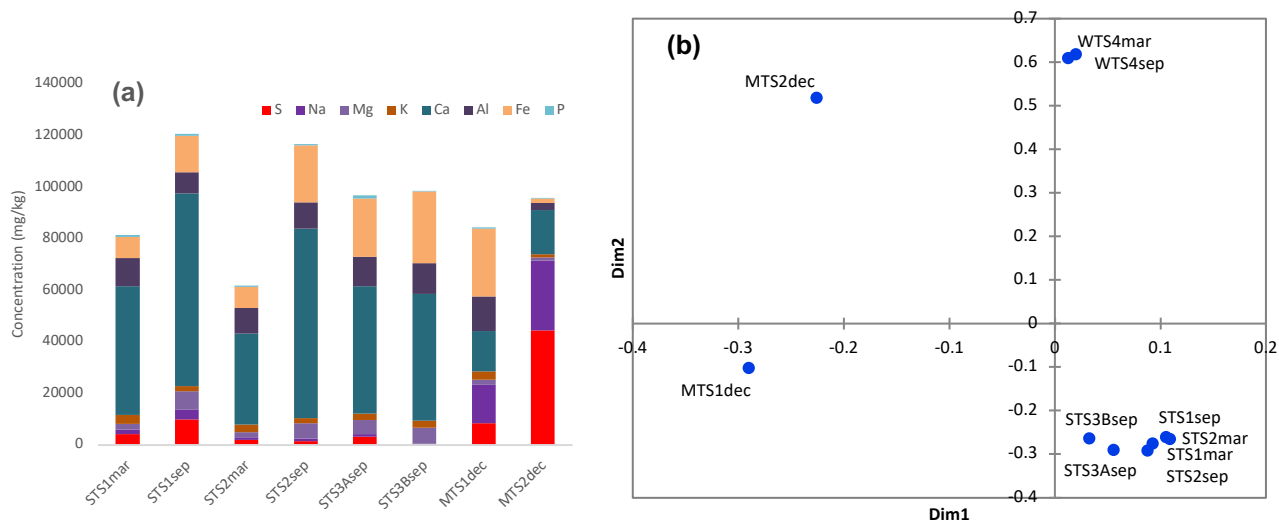 (a)
140000
120000
100000
80000
60000
40000
20000
0
Concentration (mg/kg)
S Na Mg K Ca Al Fe P
STS1mar STS1sep STS2mar STS2sep STS3Asep STS3Bsep MTS1dec MTS2dec
(b)
0.7
0.6
0.5
0.4
0.3
0.2
0.1
0
-0.1
-0.2
-0.3
-0.4
-0.4 -0.3 -0.2 -0.1 0 0.1 0.2
Dim2
Dim1
WTS4mar
WTS4sep
MTS2dec
MTS1dec
STS3Bsep STS1sep
STS2mar
STS1mar
STS3Asep STS2sep